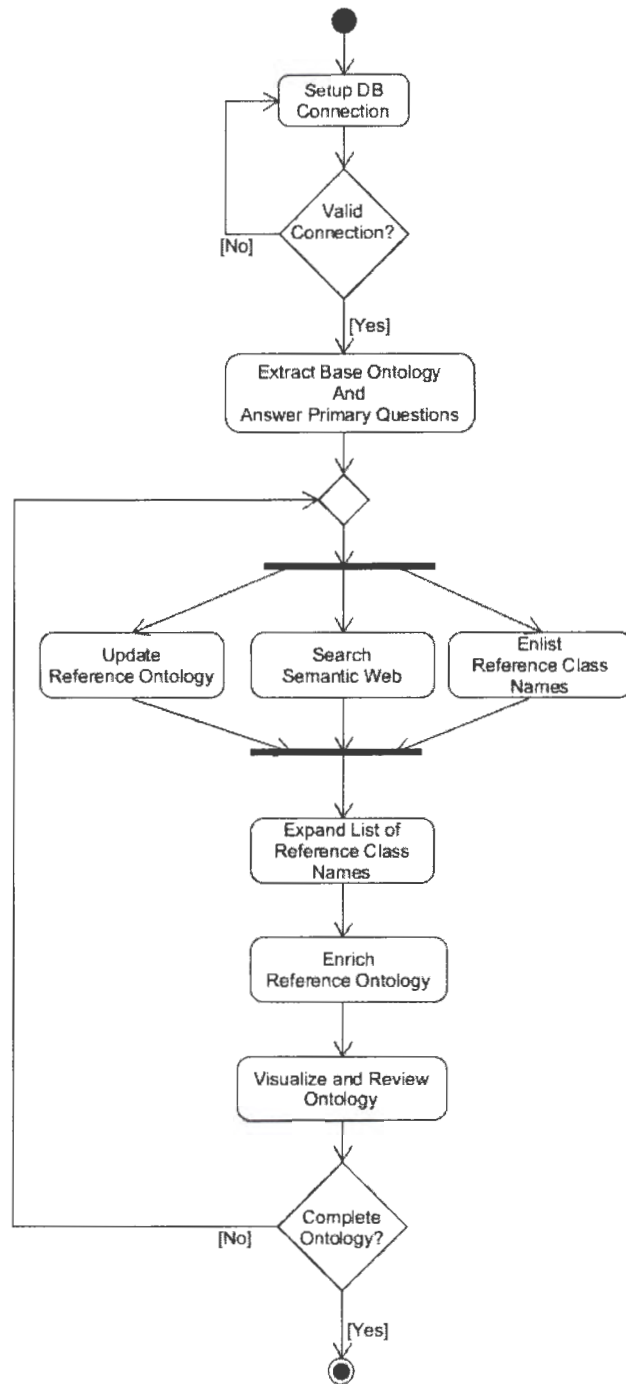 Setup DB
Connection
Valid
Connection?
[No]
[Yes]
Extract Base Ontology
And
Answer Primary Questions
Update
Reference Ontology
Search
Semantic Web
Enlist
Reference Class
Names
Expand List of
Reference Class
Names
Enrich
Reference Ontology
Visualize and Review
Ontology
Complete
Ontology?
[No]
[Yes]